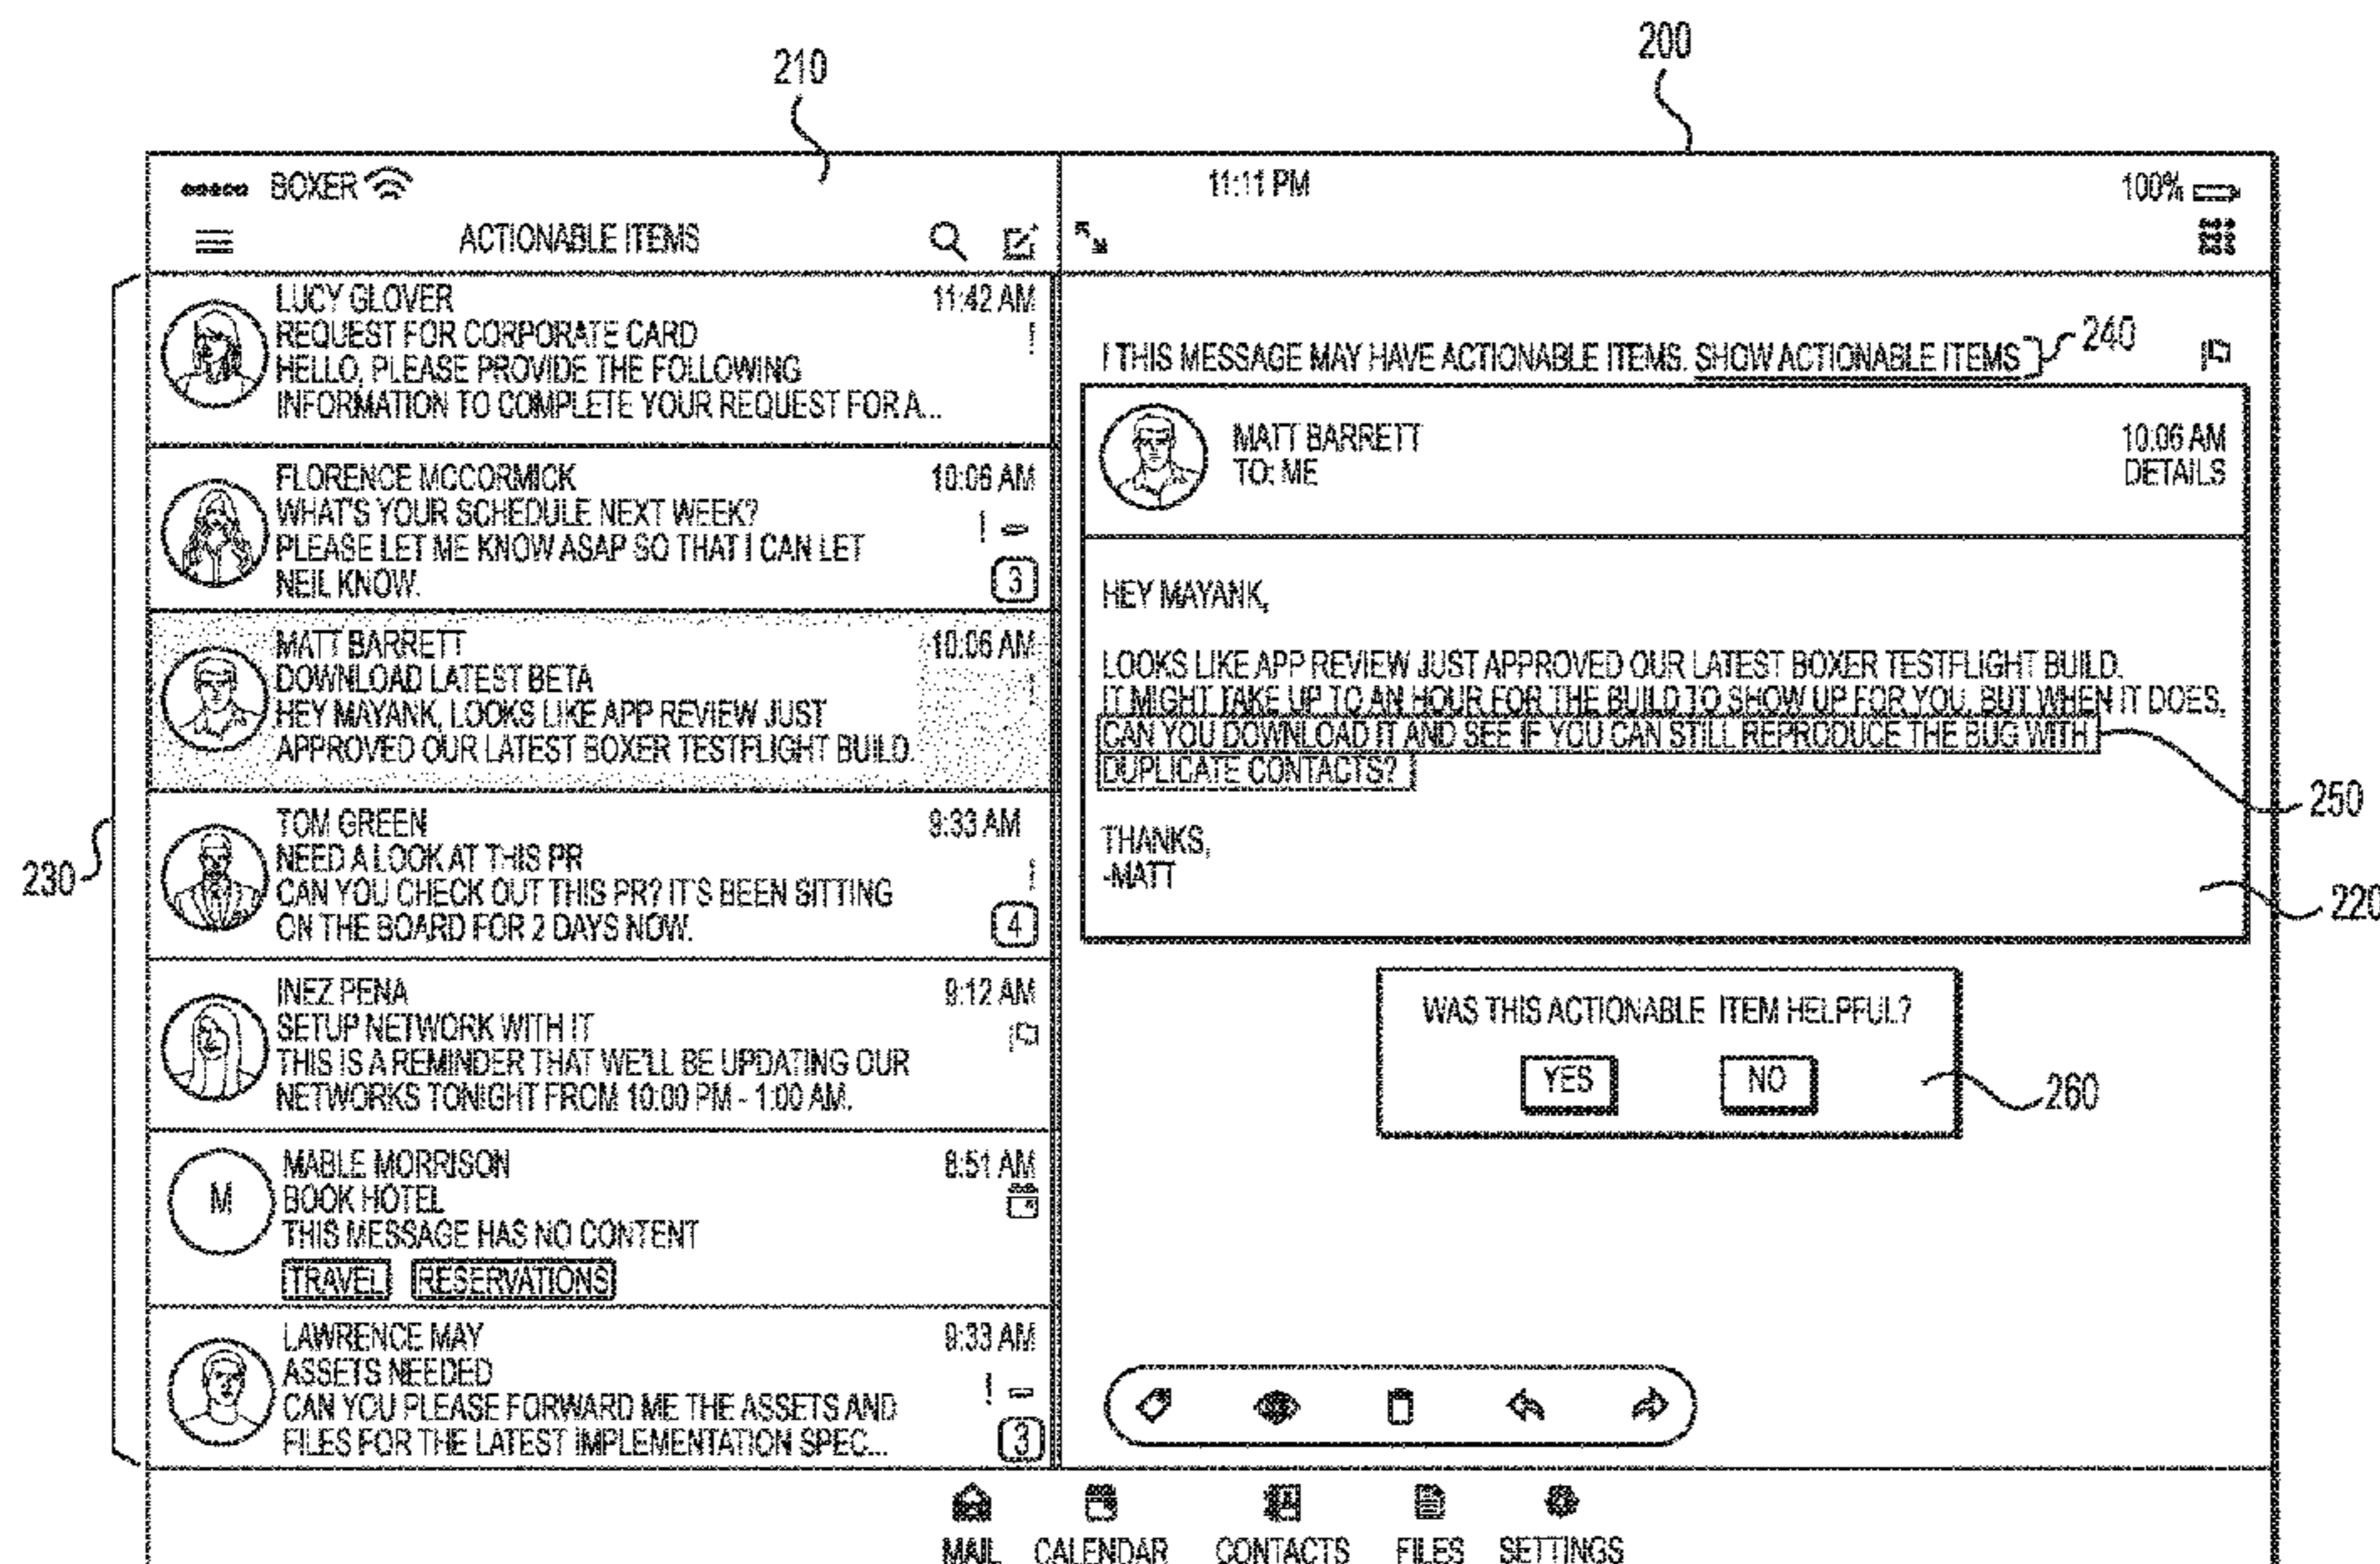 210
200
BOXER
11:11 PM
100%
ACTIONABLE ITEMS
230
LUCY GLOVER
11:42 AM
REQUEST FOR CORPORATE CARD
!
HELLO, PLEASE PROVIDE THE FOLLOWING
INFORMATION TO COMPLETE YOUR REQUEST FOR A...
FLORENCE MCCORMICK
10:06 AM
WHAT'S YOUR SCHEDULE NEXT WEEK?
!
PLEASE LET ME KNOW ASAP SO THAT I CAN LET
NEIL KNOW.
3
MATT BARRETT
10:06 AM
DOWNLOAD LATEST BETA
!
HEY MAYANK, LOOKS LIKE APP REVIEW JUST
APPROVED OUR LATEST BOXER TESTFLIGHT BUILD.
TOM GREEN
9:33 AM
NEED A LOOK AT THIS PR
!
CAN YOU CHECK OUT THIS PR? IT'S BEEN SITTING
ON THE BOARD FOR 2 DAYS NOW.
4
INEZ PENA
9:12 AM
SETUP NETWORK WITH IT
THIS IS A REMINDER THAT WE'LL BE UPDATING OUR
NETWORKS TONIGHT FROM 10:00 PM - 1:00 AM.
M
MABLE MORRISON
8:51 AM
BOOK HOTEL
THIS MESSAGE HAS NO CONTENT
TRAVEL RESERVATIONS
LAWRENCE MAY
9:33 AM
ASSETS NEEDED
!
CAN YOU PLEASE FORWARD ME THE ASSETS AND
FILES FOR THE LATEST IMPLEMENTATION SPEC...
3
! THIS MESSAGE MAY HAVE ACTIONABLE ITEMS. SHOW ACTIONABLE ITEMS
240
MATT BARRETT
10:06 AM
TO: ME
DETAILS
HEY MAYANK,
LOOKS LIKE APP REVIEW JUST APPROVED OUR LATEST BOXER TESTFLIGHT BUILD.
IT MIGHT TAKE UP TO AN HOUR FOR THE BUILD TO SHOW UP FOR YOU. BUT WHEN IT DOES,
CAN YOU DOWNLOAD IT AND SEE IF YOU CAN STILL REPRODUCE THE BUG WITH
DUPLICATE CONTACTS?
250
THANKS,
-MATT
220
WAS THIS ACTIONABLE ITEM HELPFUL?
YES NO
260
MAIL CALENDAR CONTACTS FILES SETTINGS